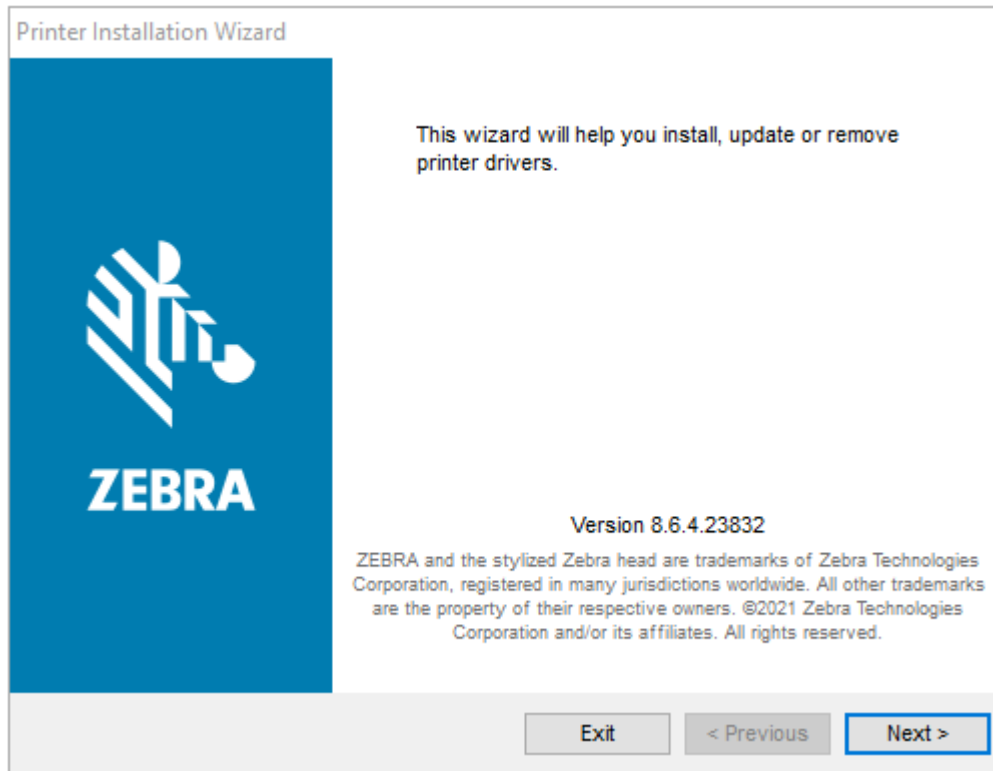 Printer Installation Wizard
This wizard will help you install, update or remove
printer drivers.
ZEBRA
Version 8.6.4.23832
ZEBRA and the stylized Zebra head are trademarks of Zebra Technologies
Corporation, registered in many jurisdictions worldwide. All other trademarks
are the property of their respective owners. ©2021 Zebra Technologies
Corporation and/or its affiliates. All rights reserved.
Exit
< Previous
Next >